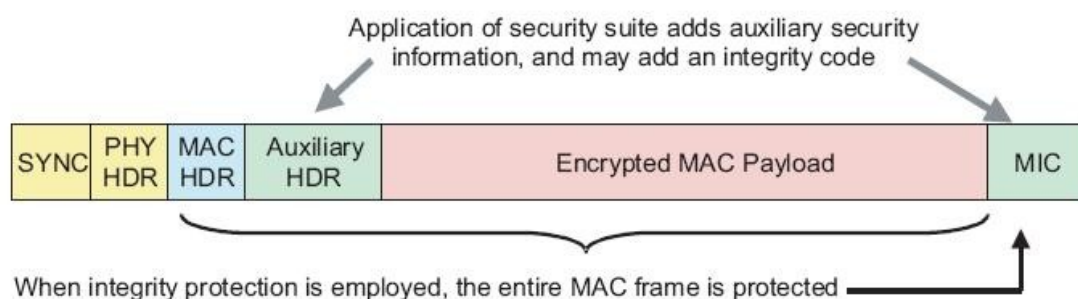 Application of security suite adds auxiliary security
information, and may add an integrity code
SYNC
PHY
HDR
MAC
HDR
Auxiliary
HDR
Encrypted MAC Payload
MIC
When integrity protection is employed, the entire MAC frame is protected